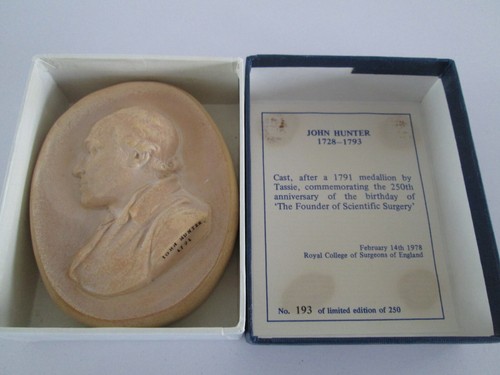 JOHN HUNTER
JOHN HUNTER
1728–1793
Cast, after a 1791 medallion by
Tassie, commemorating the 250th
anniversary of the birthday of
'The Founder of Scientific Surgery'
February 14th 1978
Royal College of Surgeons of England
No. 193 of limited edition of 250